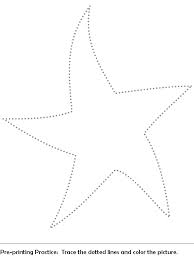 Pre-printing Practice:  Trace the dotted lines and color the picture.